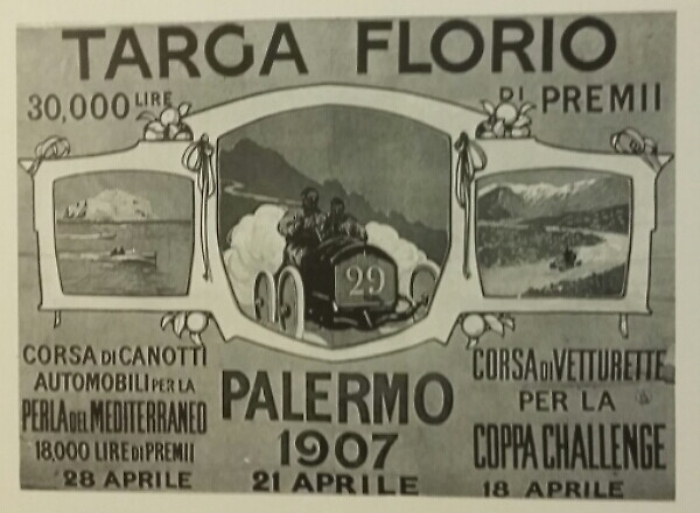 TARGA FLORIO
30,000 LIRE DI PREMII
29
CORSA DI CANOTTI
AUTOMOBILI PER LA
PERLA DEL MEDITERRANEO
18,000 LIRE DI PREMII
28 APRILE
PALERMO
1907
21 APRILE
CORSA DI VETTURETTE
PER LA
COPPA CHALLENGE
18 APRILE